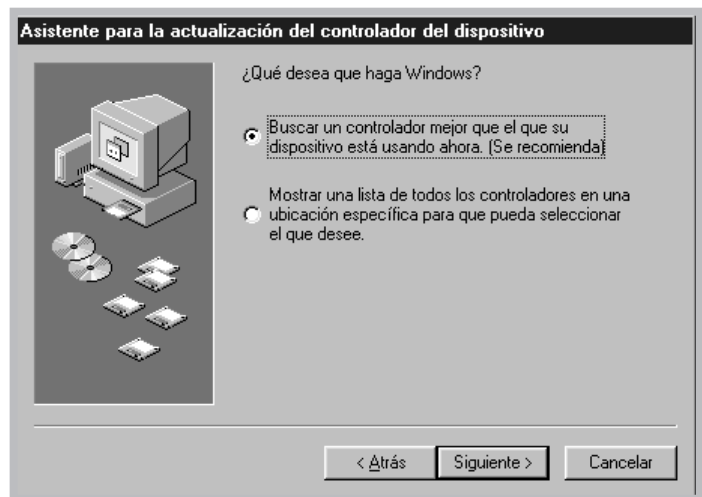 Asistente para la actualización del controlador del dispositivo
¿Qué desea que haga Windows?
Buscar un controlador mejor que el que su
dispositivo está usando ahora. (Se recomienda)
Mostrar una lista de todos los controladores en una
ubicación específica para que pueda seleccionar
el que desee.
< Atrás
Siguiente >
Cancelar